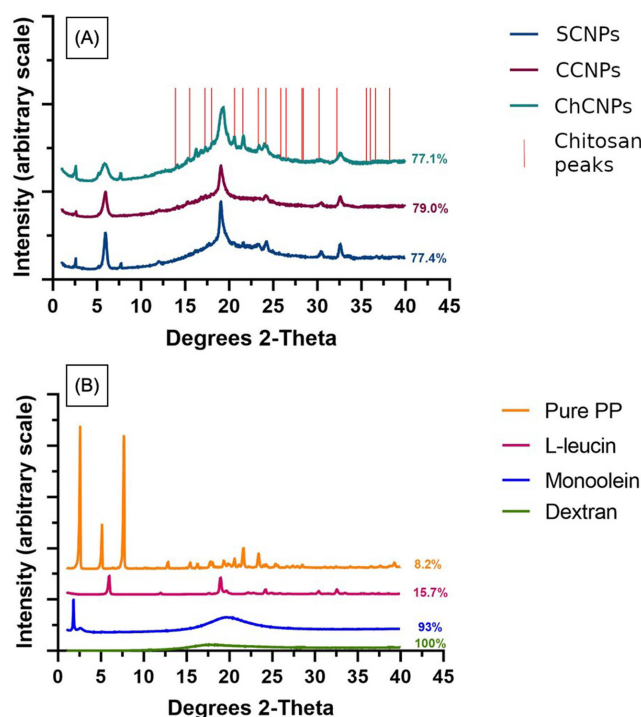 (A)
Intensity (arbitrary scale)
77.1%
79.0%
77.4%
0 5 10 15 20 25 30 35 40 45
Degrees 2-Theta
SCNPs
CCNPs
ChCNPs
Chitosan
peaks
(B)
Intensity (arbitrary scale)
8.2%
15.7%
93%
100%
0 5 10 15 20 25 30 35 40 45
Degrees 2-Theta
Pure PP
L-leucin
Monoolein
Dextran